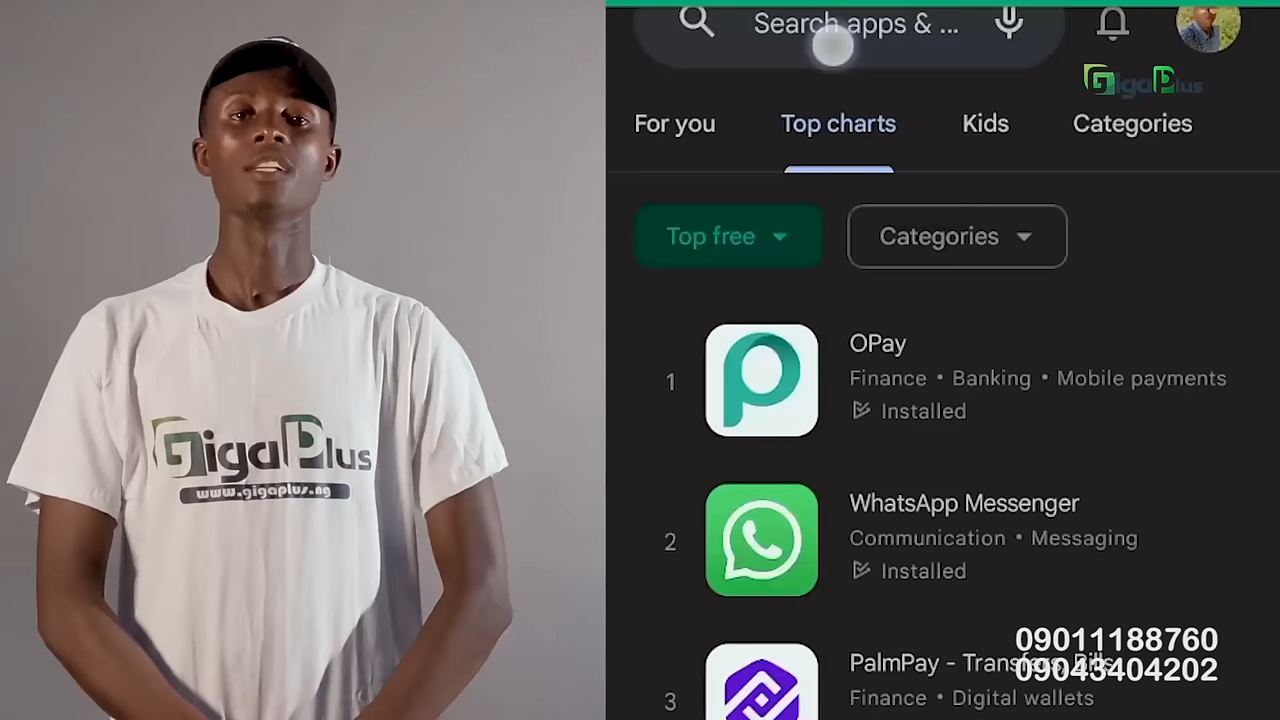 GigaPlus
www.gigaplus.ng
Search apps & ...
GigaPlus
For you
Top charts
Kids
Categories
Top free
Categories
1
OPay
Finance • Banking • Mobile payments
Installed
2
WhatsApp Messenger
Communication • Messaging
Installed
3
PalmPay - Transfers, Bills
Finance • Digital wallets
09011188760
09043404202